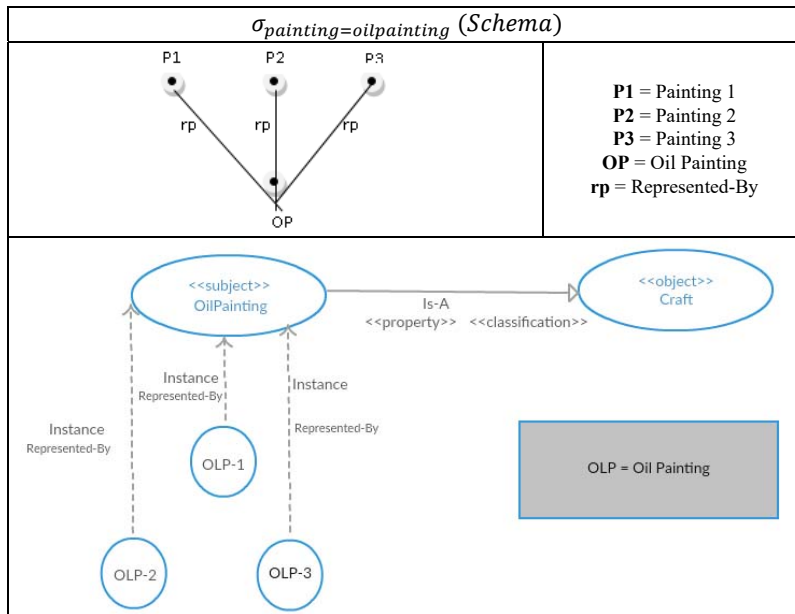 σpainting=oilpainting (Schema)
P1 P2 P3
rp rp rp
OP
P1 = Painting 1
P2 = Painting 2
P3 = Painting 3
OP = Oil Painting
rp = Represented-By
<<subject>>
OilPainting
<<object>>
Craft
Is-A
<<property>> <<classification>>
Instance
Represented-By
Instance
Represented-By
Instance
Represented-By
OLP-1
OLP-2
OLP-3
OLP = Oil Painting